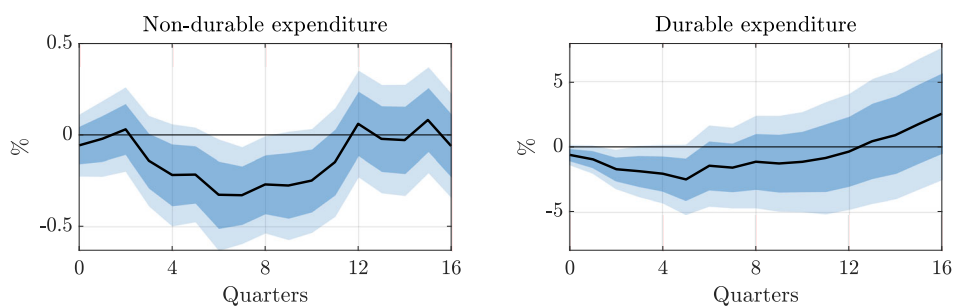 Non-durable expenditure
0.5
0
-0.5
%
0 4 8 12 16
Quarters
Durable expenditure
5
0
-5
%
0 4 8 12 16
Quarters